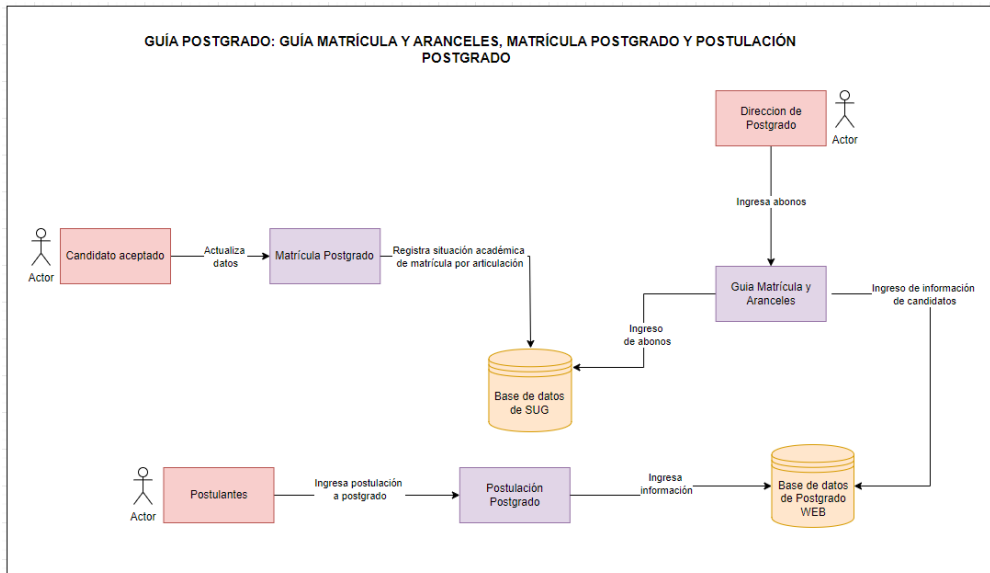 GUÍA POSTGRADO: GUÍA MATRÍCULA Y ARANCELES, MATRÍCULA POSTGRADO Y POSTULACIÓN
POSTGRADO
Direccion de
Postgrado
Actor
Ingresa abonos
Candidato aceptado
Actor
Actualiza
datos
Matrícula Postgrado
Registra situación académica
de matrícula por articulación
Guia Matrícula y
Aranceles
Ingreso de información
de candidatos
Ingreso
de abonos
Base de datos
de SUG
Postulantes
Actor
Ingresa postulación
a postgrado
Postulación
Postgrado
Ingresa
información
Base de datos
de Postgrado
WEB